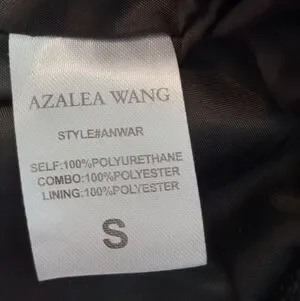 AZALEA WANG
STYLE#ANWAR
SELF:100%POLYURETHANE
COMBO:100%POLYESTER
LINING:100%POLYESTER
S